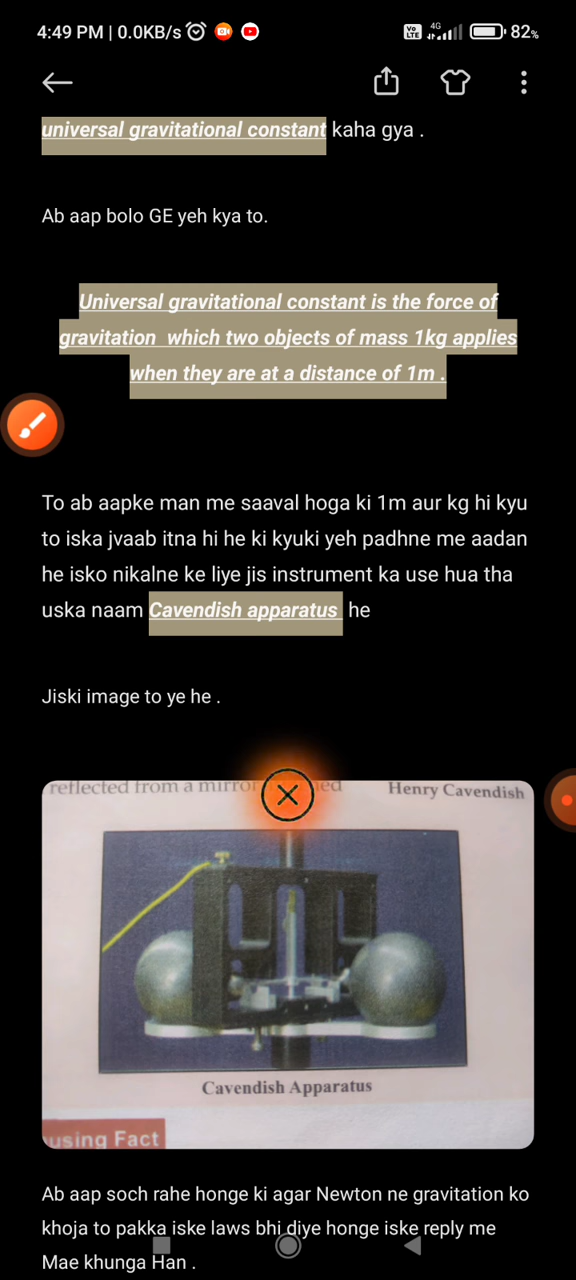 4:49 PM | 0.0KB/s
Vo LTE 4G 82%
universal gravitational constant kaha gya .
Ab aap bolo GE yeh kya to.
Universal gravitational constant is the force of
gravitation which two objects of mass 1kg applies
when they are at a distance of 1m .
To ab aapke man me saaval hoga ki 1m aur kg hi kyu
to iska jvaab itna hi he ki kyuki yeh padhne me aadan
he isko nikalne ke liye jis instrument ka use hua tha
uska naam Cavendish apparatus he
Jiski image to ye he .
reflected from a mirror
Henry Cavendish
Cavendish Apparatus
using Fact
Ab aap soch rahe honge ki agar Newton ne gravitation ko
khoja to pakka iske laws bhi diye honge iske reply me
Mae khunga Han .